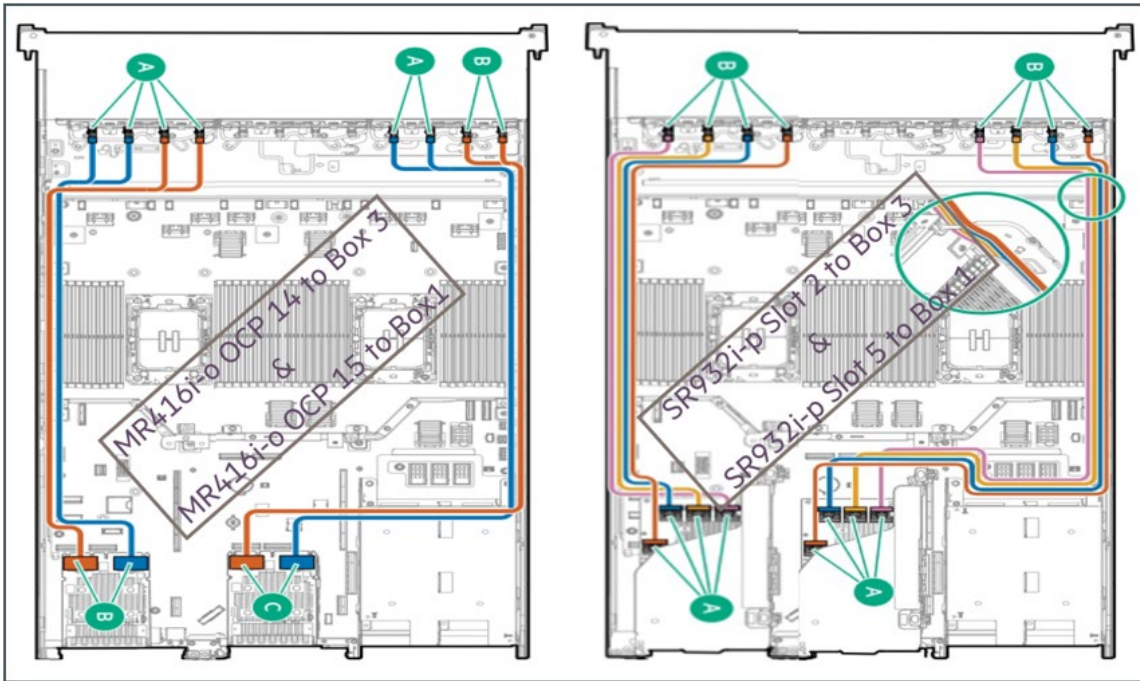 A
A
B
B
B
MR416i-o OCP 14 to Box 3
&
MR416i-o OCP 15 to Box1
SR932i-p Slot 2 to Box 3
&
SR932i-p Slot 5 to Box 1
B
C
A
A